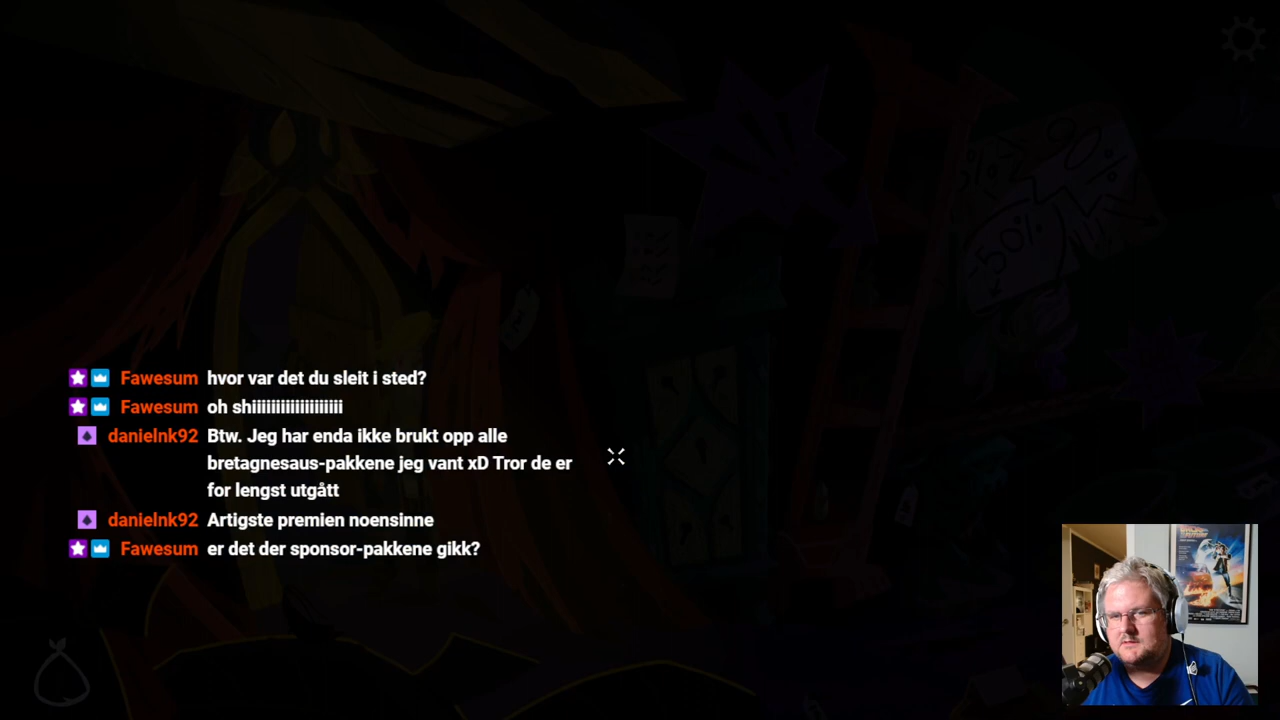 -50%
Fawesum hvor var det du sleit i sted?
Fawesum oh shiiiiiiiiiiiiiiiiiii
danielnk92 Btw. Jeg har enda ikke brukt opp alle
bretagnesaus-pakkene jeg vant xD Tror de er
for lengst utgått
danielnk92 Artigste premien noensinne
Fawesum er det der sponsor-pakkene gikk?